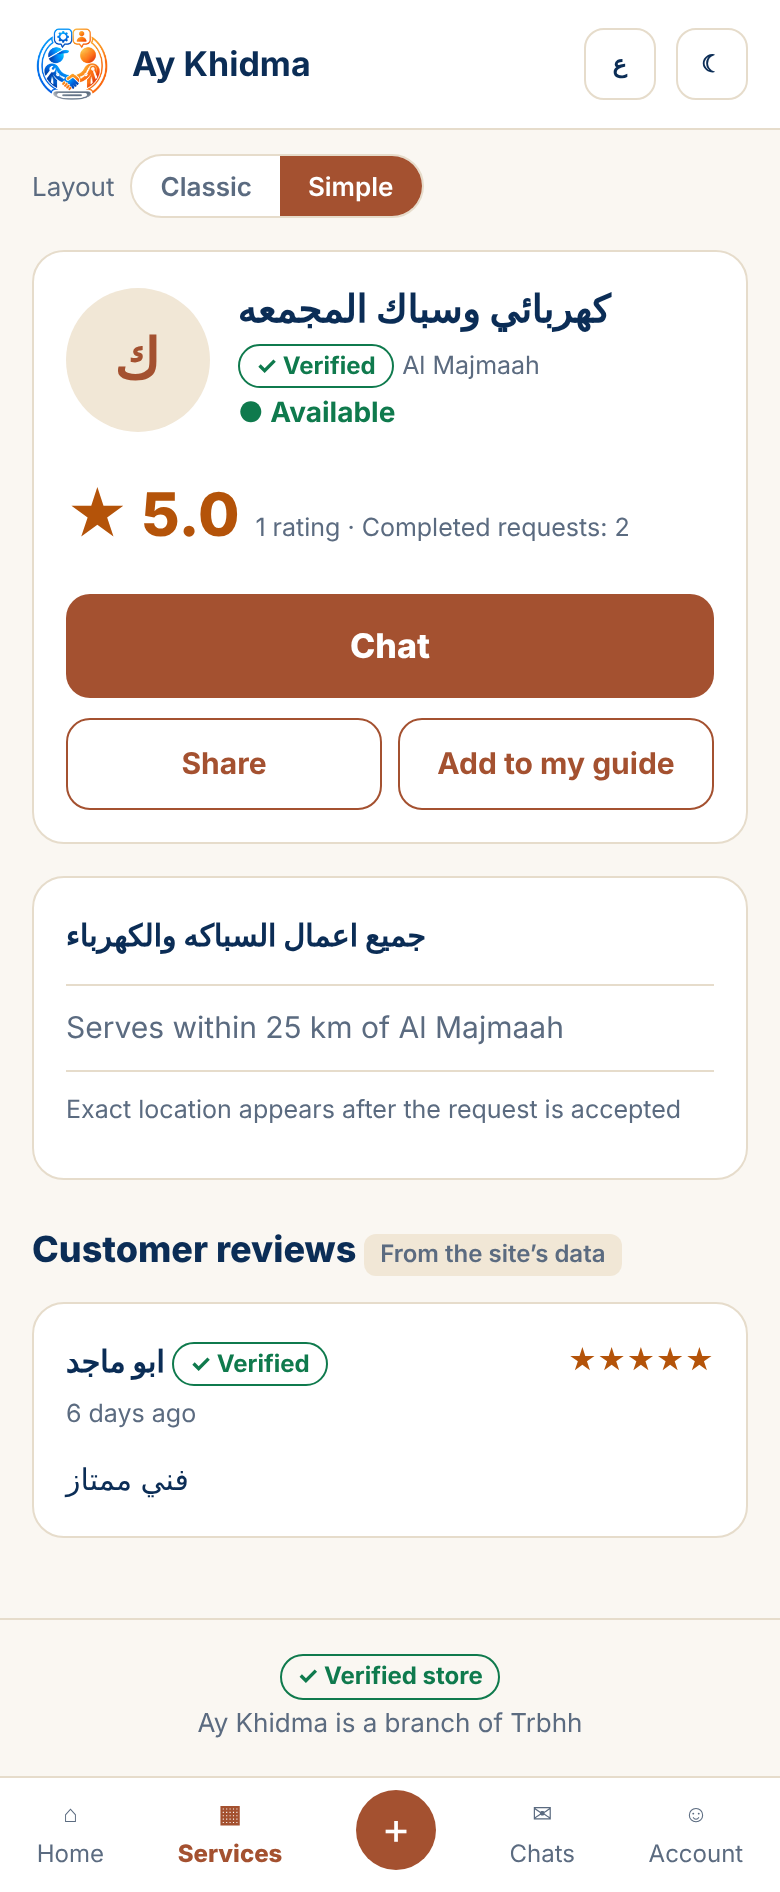 Ay Khidma
ع
☾
Layout
Classic
Simple
ك
كهربائي وسباك المجمعه
✓ Verified Al Majmaah
● Available
★ 5.0 1 rating · Completed requests: 2
Chat
Share
Add to my guide
جميع اعمال السباكه والكهرباء
Serves within 25 km of Al Majmaah
Exact location appears after the request is accepted
Customer reviews From the site’s data
ابو ماجد ✓ Verified ★★★★★
6 days ago
فني ممتاز
✓ Verified store
Ay Khidma is a branch of Trbhh
Home
Services
+
Chats
Account